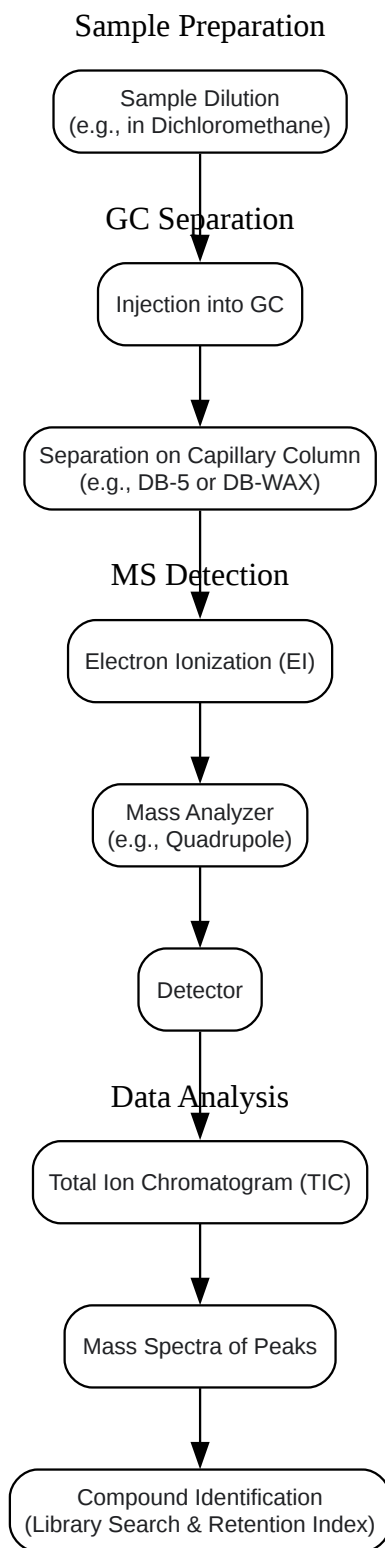 Sample Preparation
Sample Dilution
(e.g., in Dichloromethane)
GC Separation
Injection into GC
Separation on Capillary Column
(e.g., DB-5 or DB-WAX)
MS Detection
Electron Ionization (EI)
Mass Analyzer
(e.g., Quadrupole)
Detector
Data Analysis
Total Ion Chromatogram (TIC)
Mass Spectra of Peaks
Compound Identification
(Library Search & Retention Index)